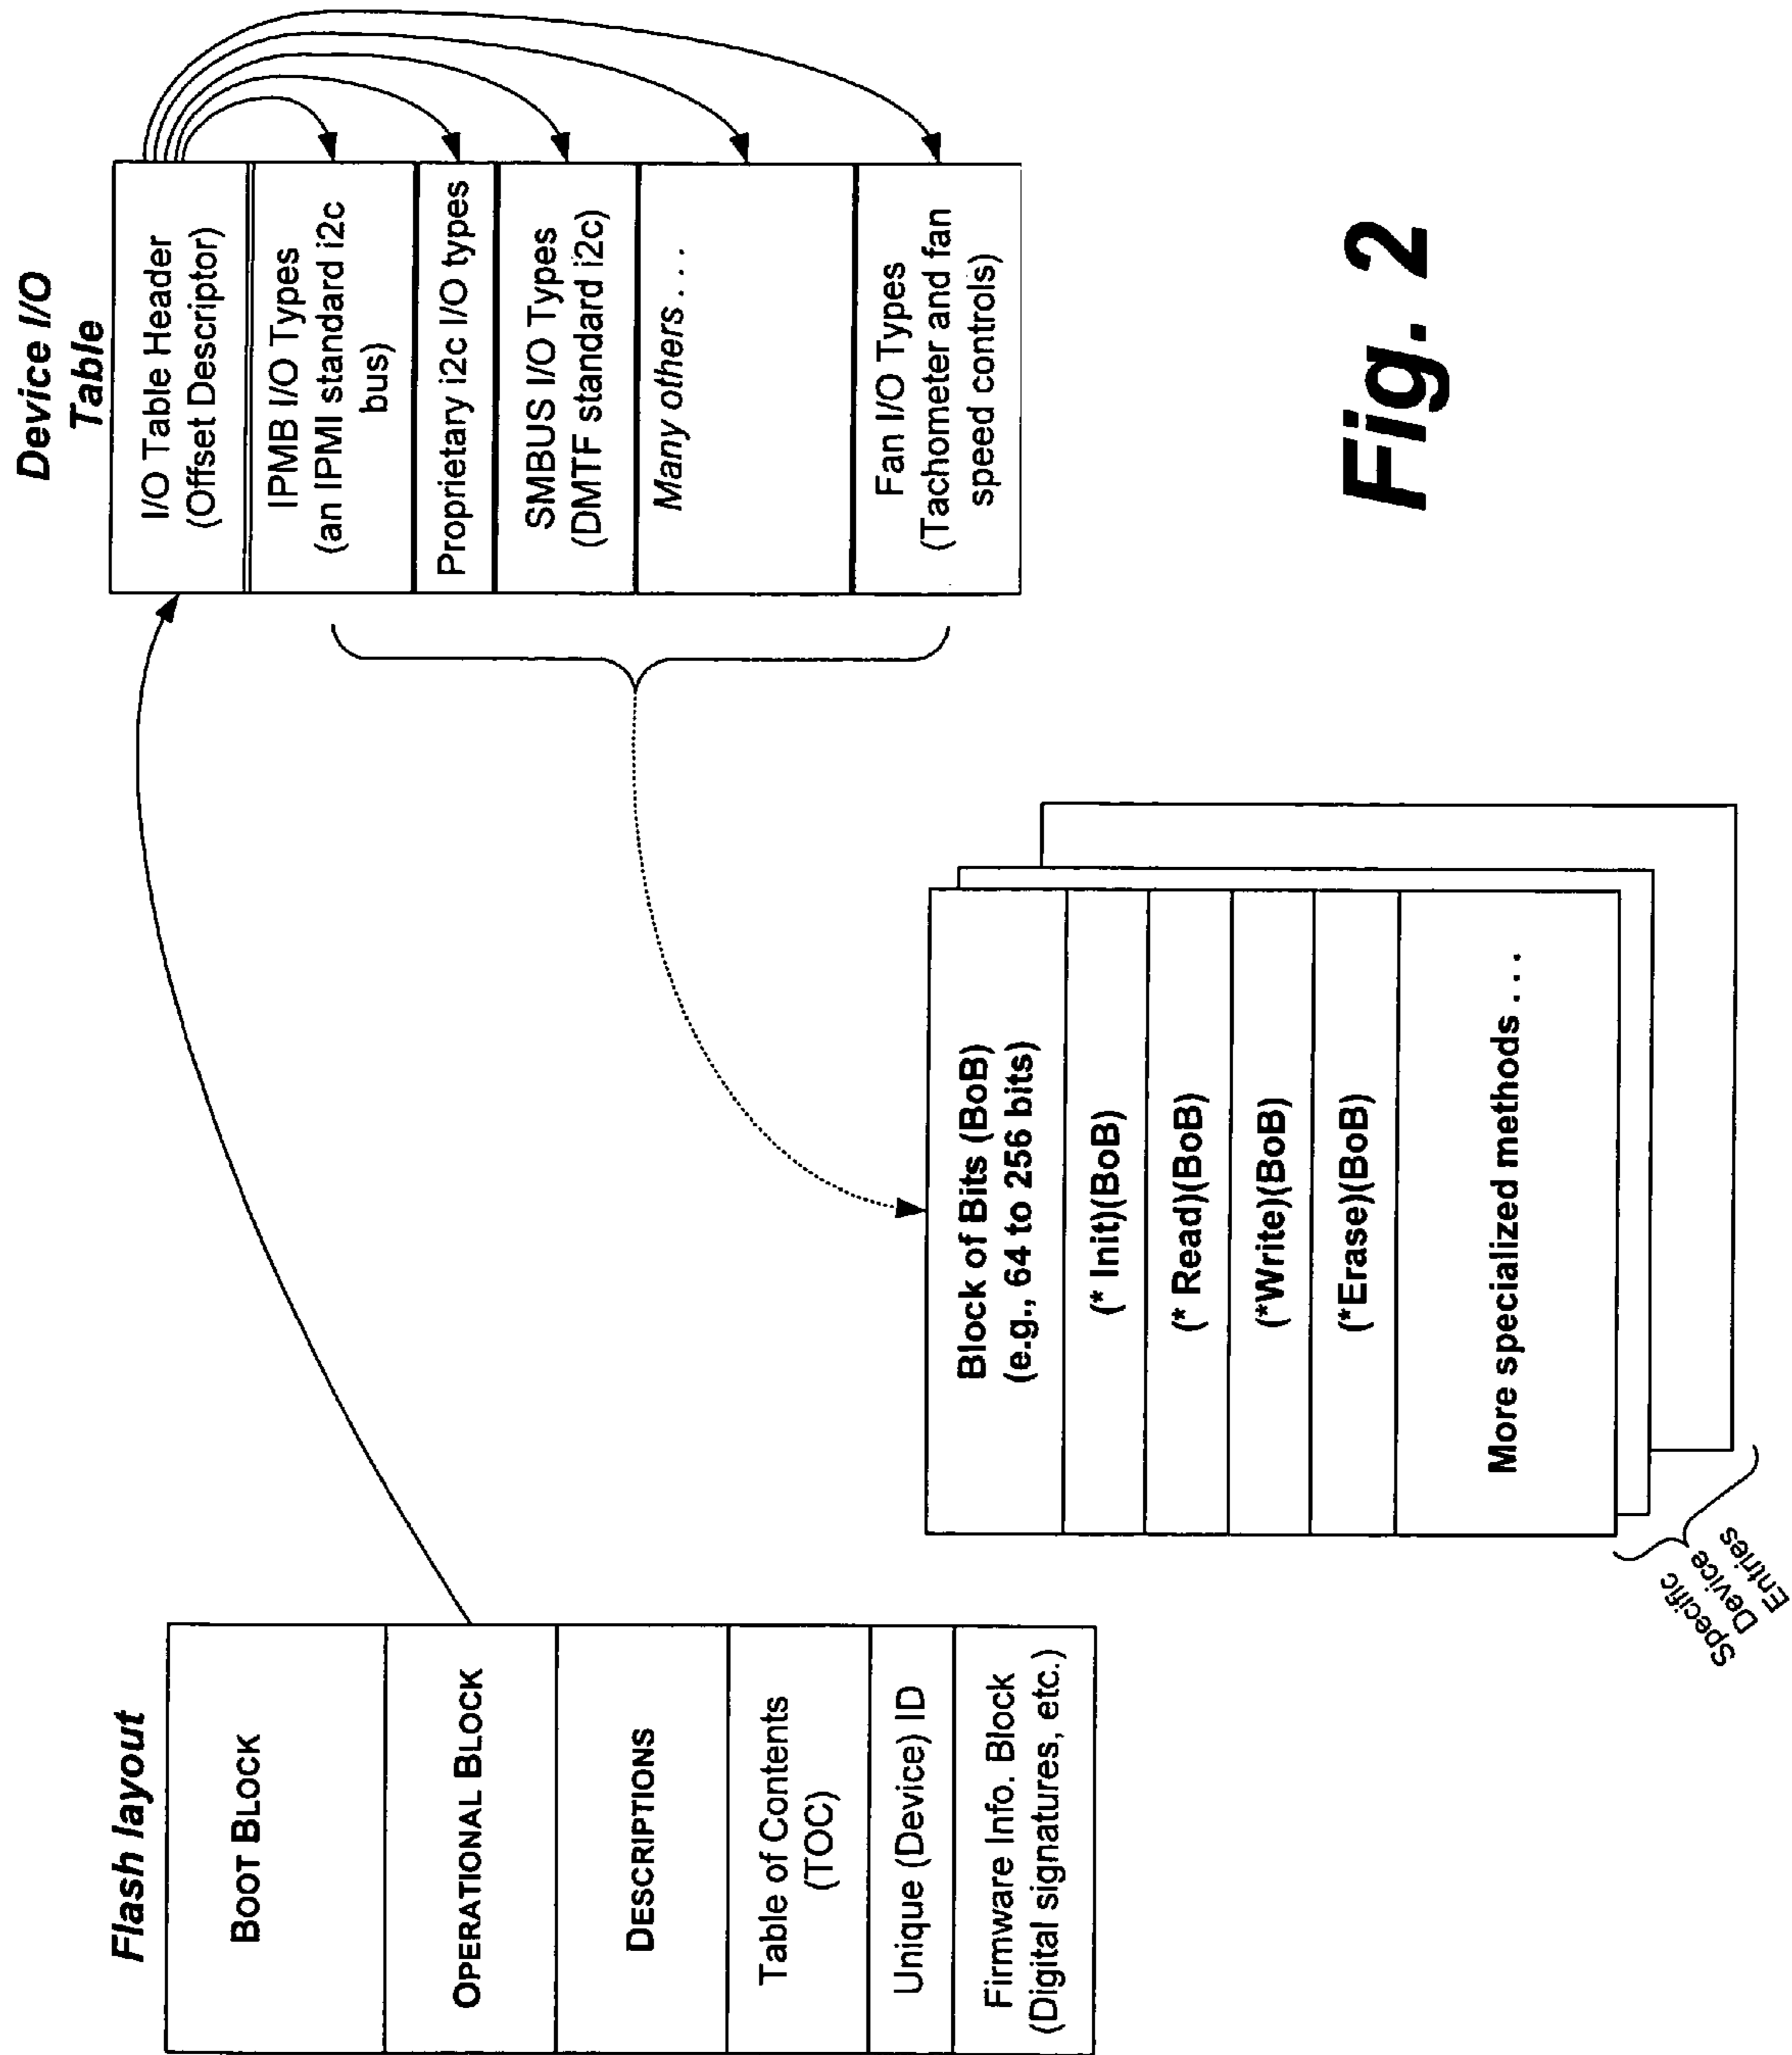 Flash layout
BOOT BLOCK
OPERATIONAL BLOCK
DESCRIPTIONS
Table of Contents
(TOC)
Unique (Device) ID
Firmware Info. Block
(Digital signatures, etc.)
Block of Bits (BoB)
(e.g., 64 to 256 bits)
(* Init)(BoB)
(* Read)(BoB)
(*Write)(BoB)
(*Erase)(BoB)
More specialized methods . . .
Specific
Device
Entries
Device I/O
Table
I/O Table Header
(Offset Descriptor)
IPMB I/O Types
(an IPMI standard i2c
bus)
Proprietary i2c I/O types
SMBUS I/O Types
(DMTF standard i2c)
Many others . . .
Fan I/O Types
(Tachometer and fan
speed controls)
Fig. 2